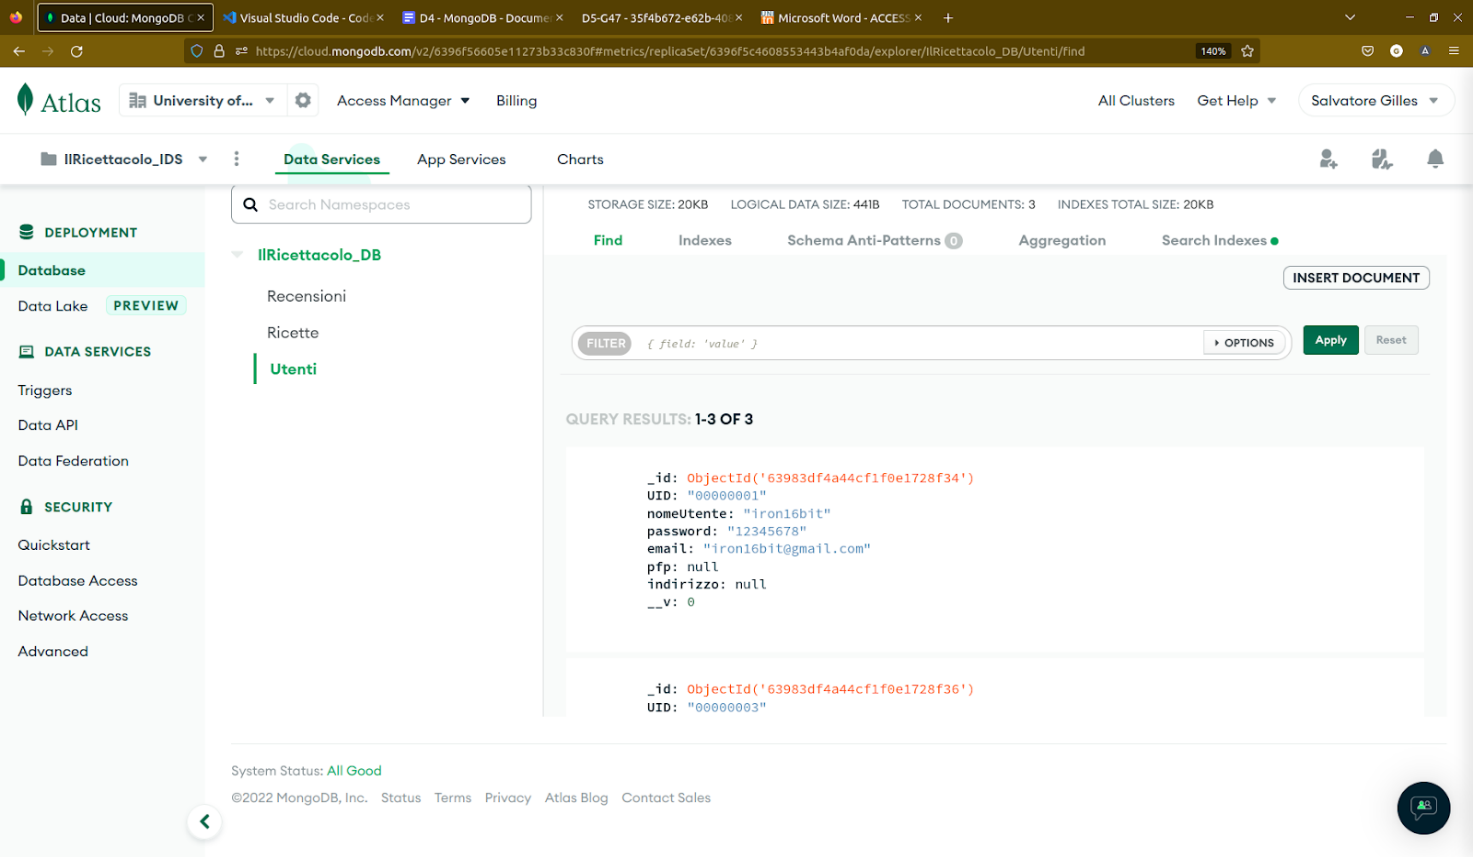 Data | Cloud: MongoDB C
Visual Studio Code - Code
D4 - MongoDB - Documen
D5-G47 - 35f4b672-e62b-408
Microsoft Word - ACCESS
https://cloud.mongodb.com/v2/6396f56605e11273b33c830f#metrics/replicaSet/6396f5c4608553443b4af0da/explorer/IlRicettacolo_DB/Utenti/find
140%
Atlas
University of...
Access Manager
Billing
All Clusters
Get Help
Salvatore Gilles
IlRicettacolo_IDS
Data Services
App Services
Charts
DEPLOYMENT
Database
Data Lake
PREVIEW
DATA SERVICES
Triggers
Data API
Data Federation
SECURITY
Quickstart
Database Access
Network Access
Advanced
Search Namespaces
IlRicettacolo_DB
Recensioni
Ricette
Utenti
STORAGE SIZE: 20KB
LOGICAL DATA SIZE: 441B
TOTAL DOCUMENTS: 3
INDEXES TOTAL SIZE: 20KB
Find
Indexes
Schema Anti-Patterns 0
Aggregation
Search Indexes
INSERT DOCUMENT
FILTER
{ field: 'value' }
OPTIONS
Apply
Reset
QUERY RESULTS: 1-3 OF 3
_id: ObjectId('63983df4a44cf1f0e1728f34')
UID: "00000001"
nomeUtente: "iron16bit"
password: "12345678"
email: "iron16bit@gmail.com"
pfp: null
indirizzo: null
__v: 0
_id: ObjectId('63983df4a44cf1f0e1728f36')
UID: "00000003"
System Status: All Good
©2022 MongoDB, Inc.
Status
Terms
Privacy
Atlas Blog
Contact Sales